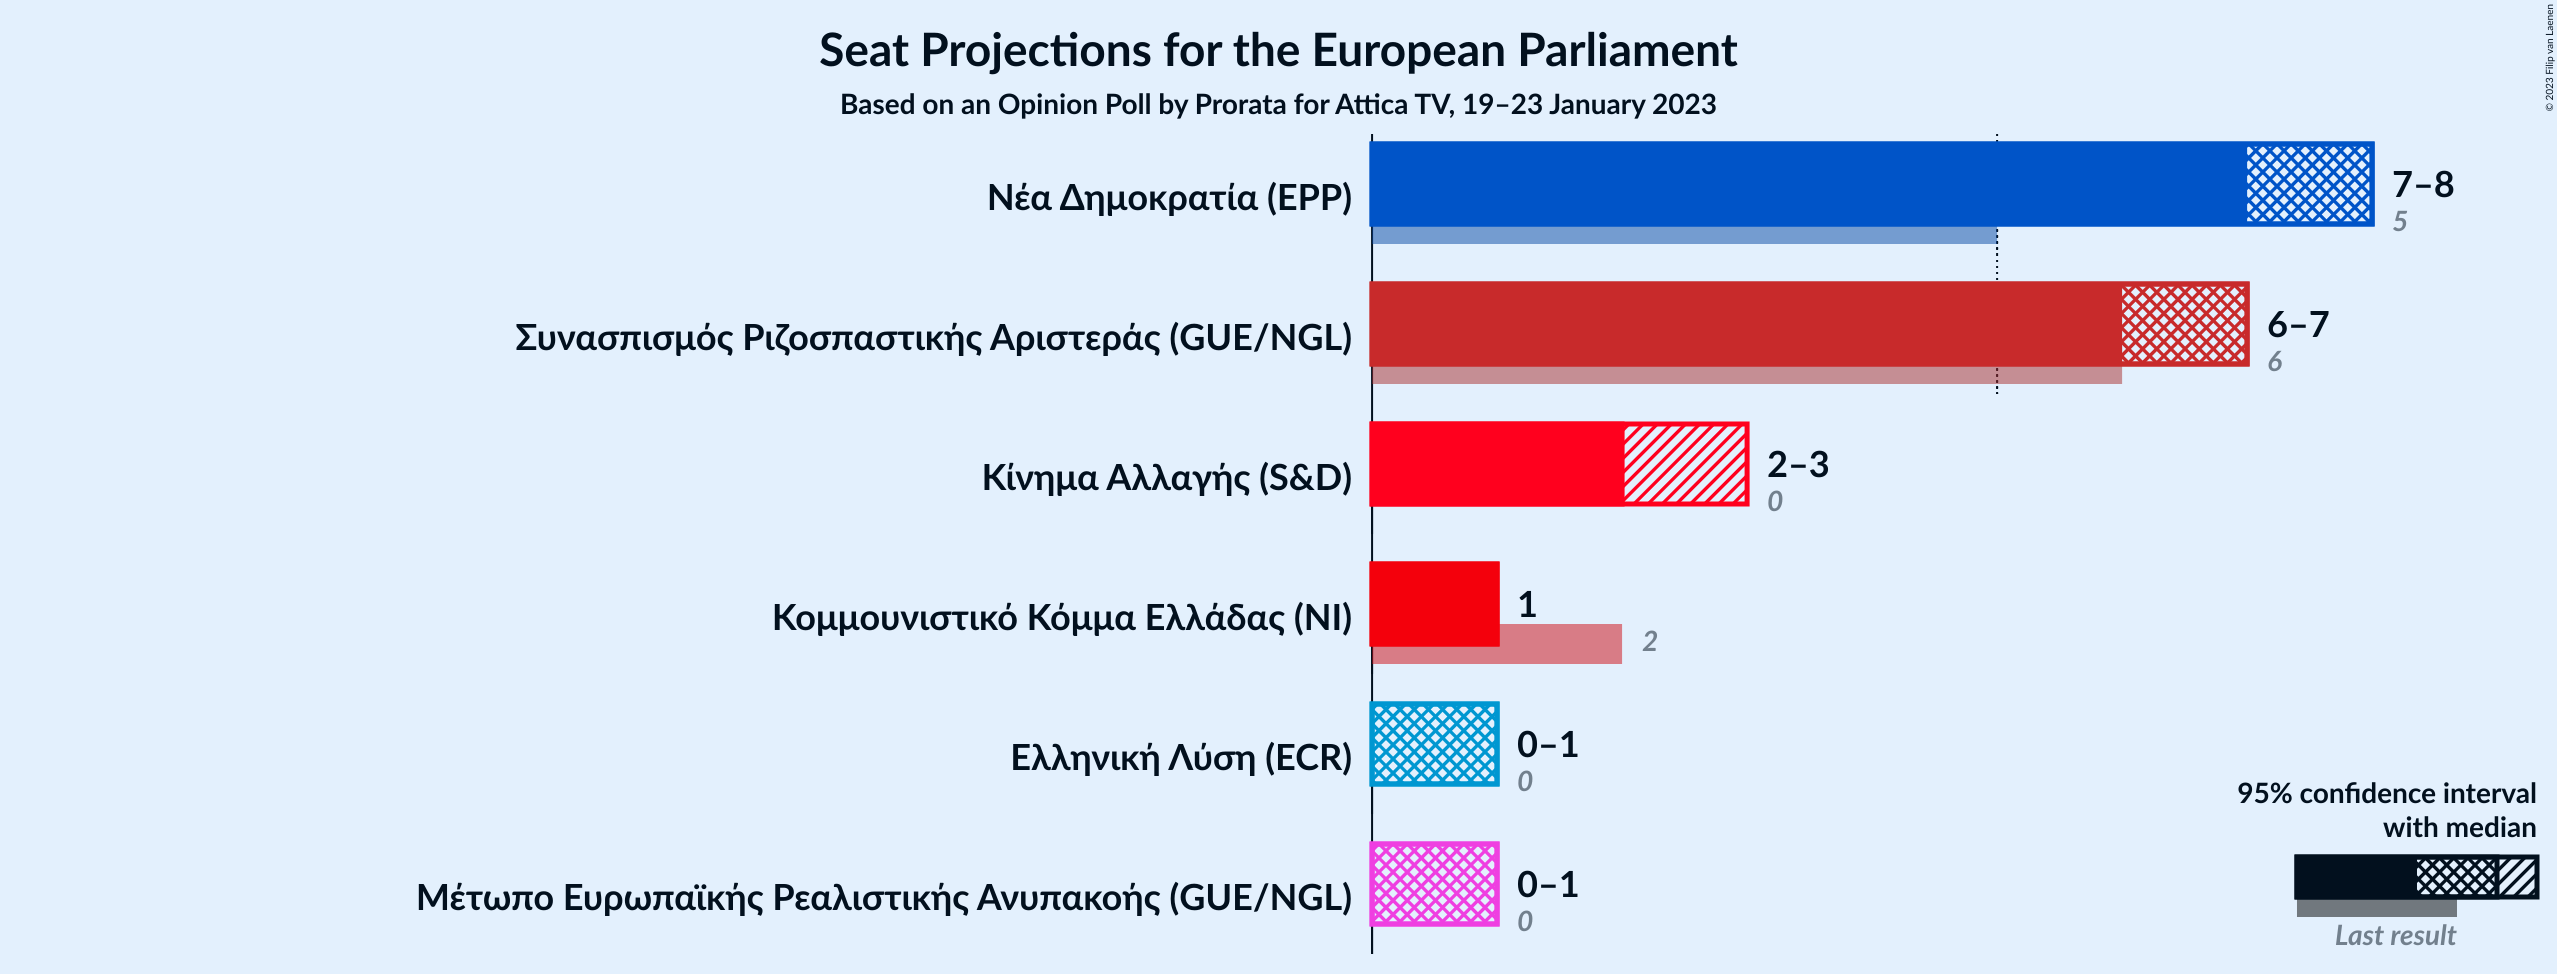 Seat Projections for the European Parliament
Based on an Opinion Poll by Prorata for Attica TV, 19–23 January 2023
© 2023 Filip van Laenen
Νέα Δημοκρατία (EPP)
7–8
5
Συνασπισμός Ριζοσπαστικής Αριστεράς (GUE/NGL)
6–7
6
Κίνημα Αλλαγής (S&D)
2–3
0
Κομμουνιστικό Κόμμα Ελλάδας (NI)
1
2
Ελληνική Λύση (ECR)
0–1
0
Μέτωπο Ευρωπαϊκής Ρεαλιστικής Ανυπακοής (GUE/NGL)
0–1
0
95% confidence interval
with median
Last result